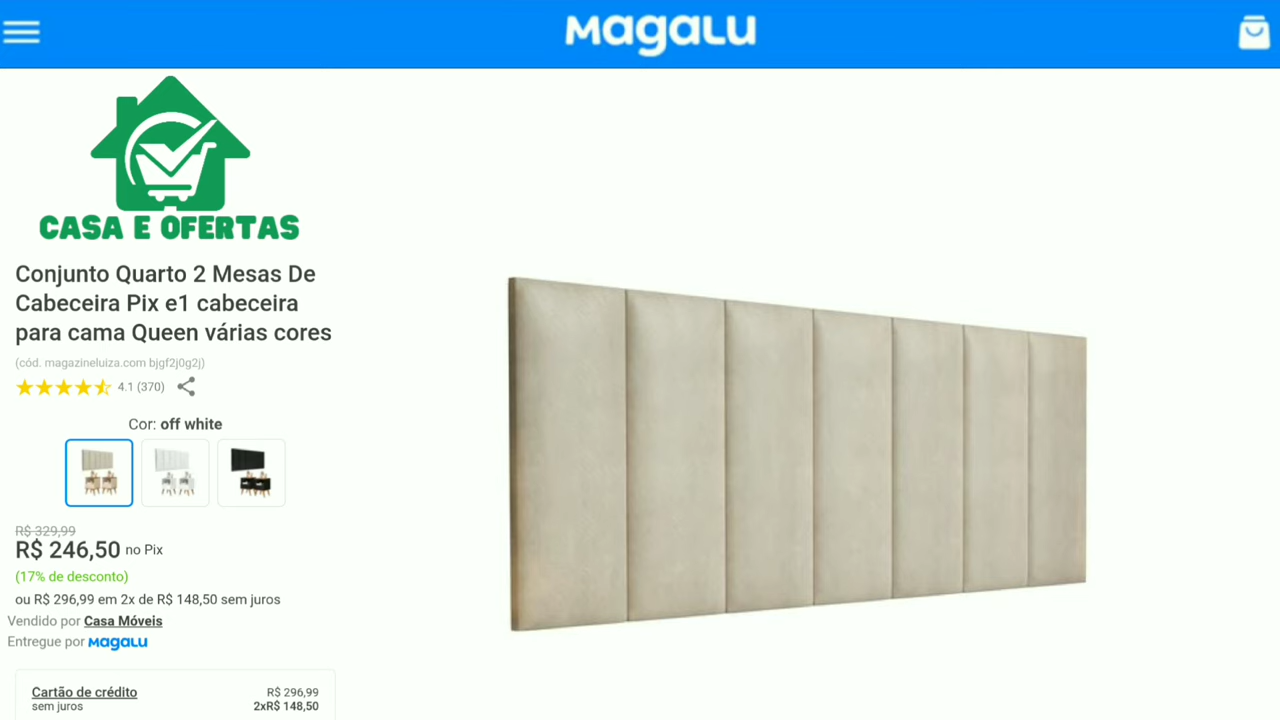 Magalu
CASA E OFERTAS
Conjunto Quarto 2 Mesas De
Cabeceira Pix e1 cabeceira
para cama Queen várias cores
(cód. magazineluiza.com bjgf2j0g2j)
4.1 (370)
Cor: off white
R$ 329,99
R$ 246,50 no Pix
(17% de desconto)
ou R$ 296,99 em 2x de R$ 148,50 sem juros
Vendido por Casa Móveis
Entregue por Magalu
Cartão de crédito R$ 296,99
sem juros 2xR$ 148,50